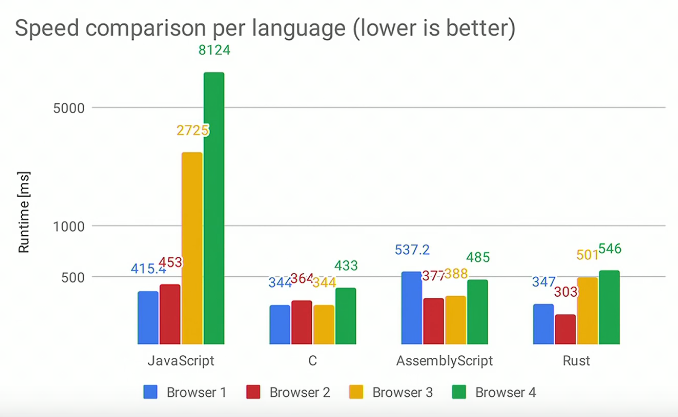 Speed comparison per language (lower is better)
8124
5000
2725
Runtime [ms]
1000
537.2
546
501
485
453
433
415.4
500
377
388
344
364
344
347
303
JavaScript
C
AssemblyScript
Rust
Browser 1
Browser 2
Browser 3
Browser 4